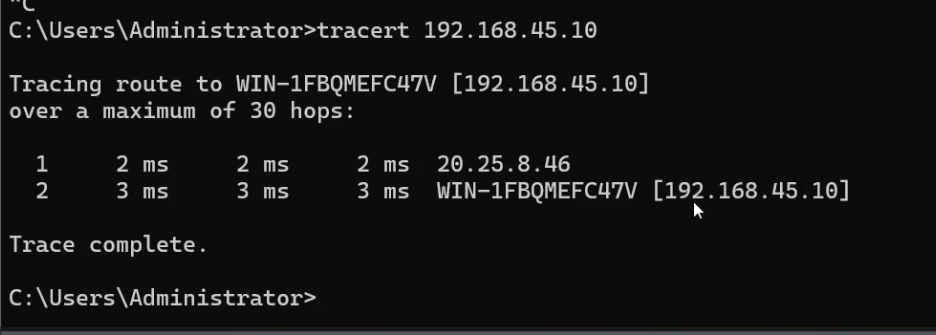 ^C
C:\Users\Administrator>tracert 192.168.45.10
Tracing route to WIN-1FBQMEFC47V [192.168.45.10]
over a maximum of 30 hops:
1 2 ms 2 ms 2 ms 20.25.8.46
2 3 ms 3 ms 3 ms WIN-1FBQMEFC47V [192.168.45.10]
Trace complete.
C:\Users\Administrator>